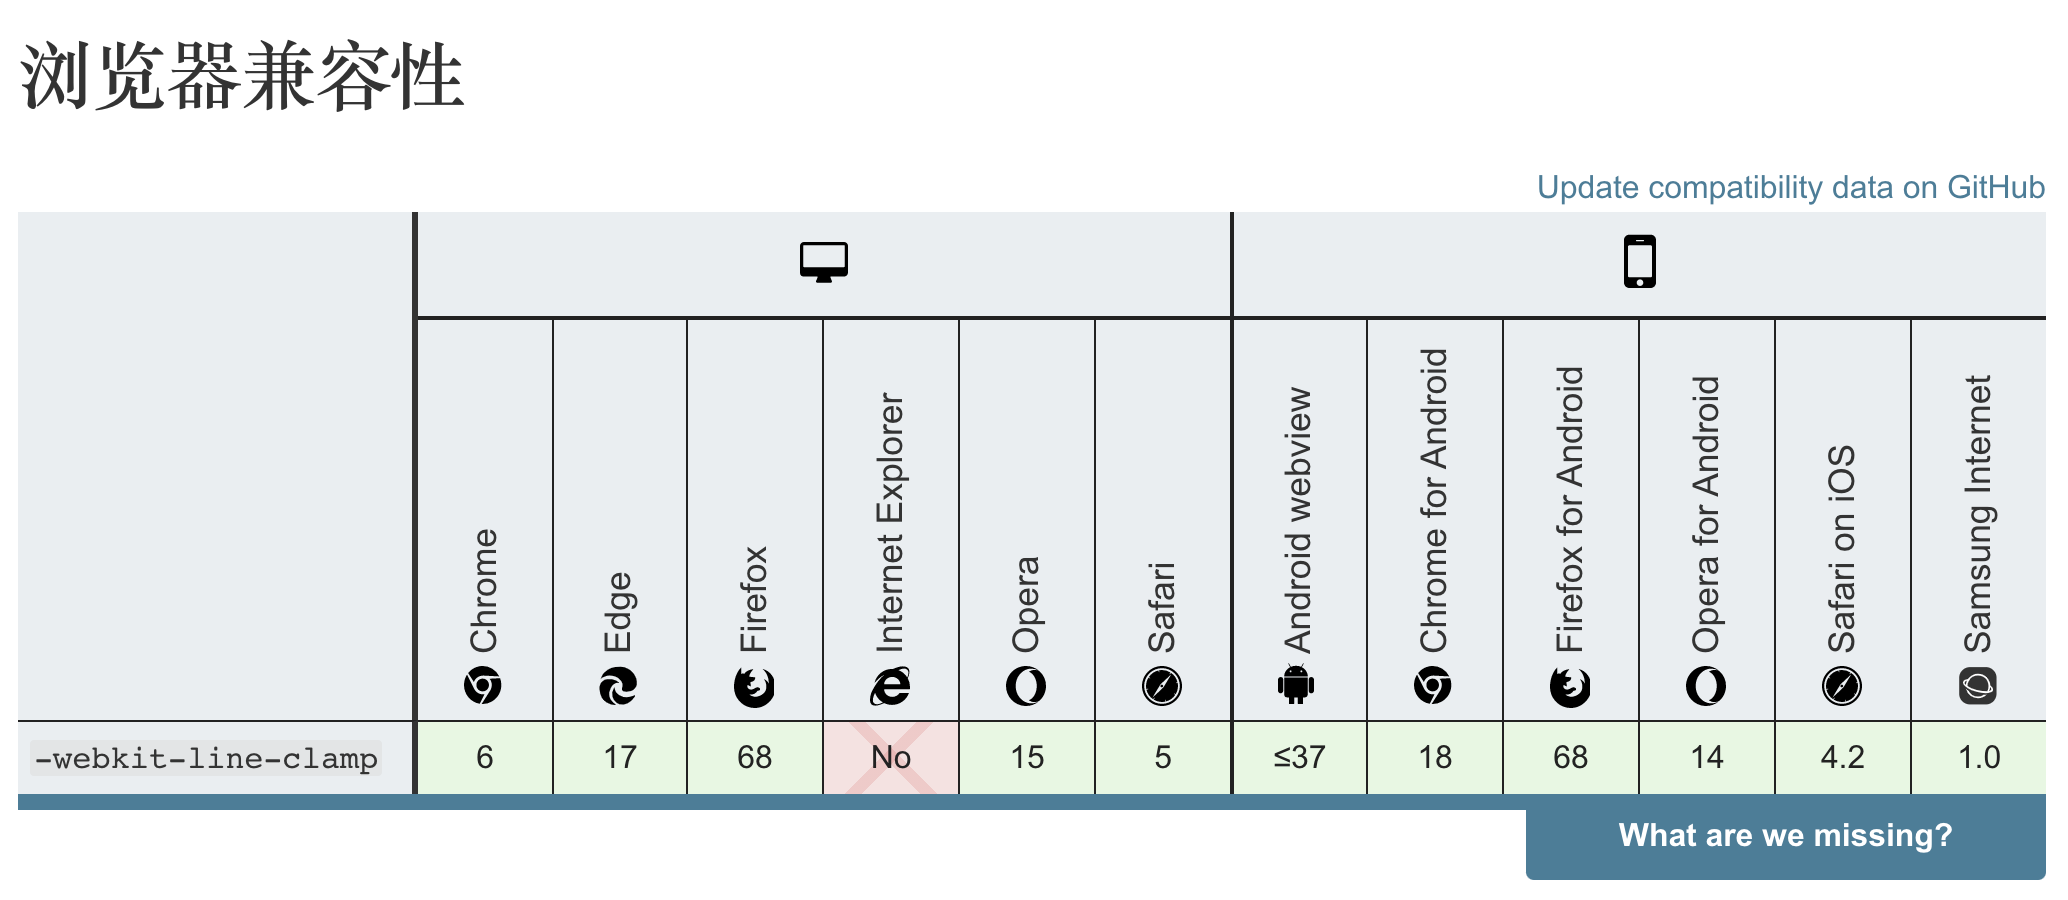 浏览器兼容性
Update compatibility data on GitHub
Chrome
Edge
Firefox
Internet Explorer
Opera
Safari
Android webview
Chrome for Android
Firefox for Android
Opera for Android
Safari on iOS
Samsung Internet
-webkit-line-clamp 6 17 68 No 15 5 ≤37 18 68 14 4.2 1.0
What are we missing?